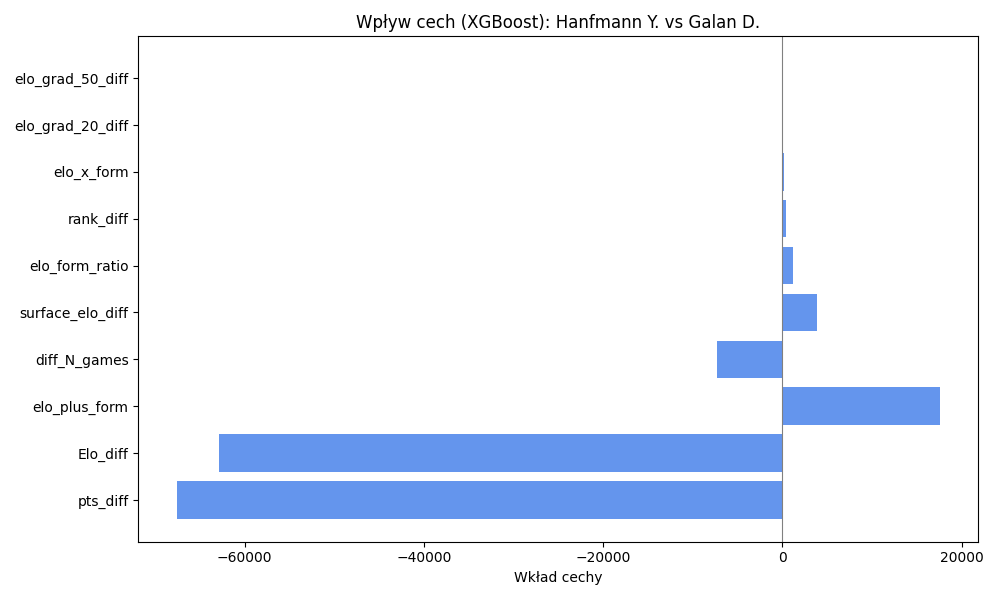 Wpływ cech (XGBoost): Hanfmann Y. vs Galan D.
elo_grad_50_diff
elo_grad_20_diff
elo_x_form
rank_diff
elo_form_ratio
surface_elo_diff
diff_N_games
elo_plus_form
Elo_diff
pts_diff
−60000 −40000 −20000 0 20000
Wkład cechy